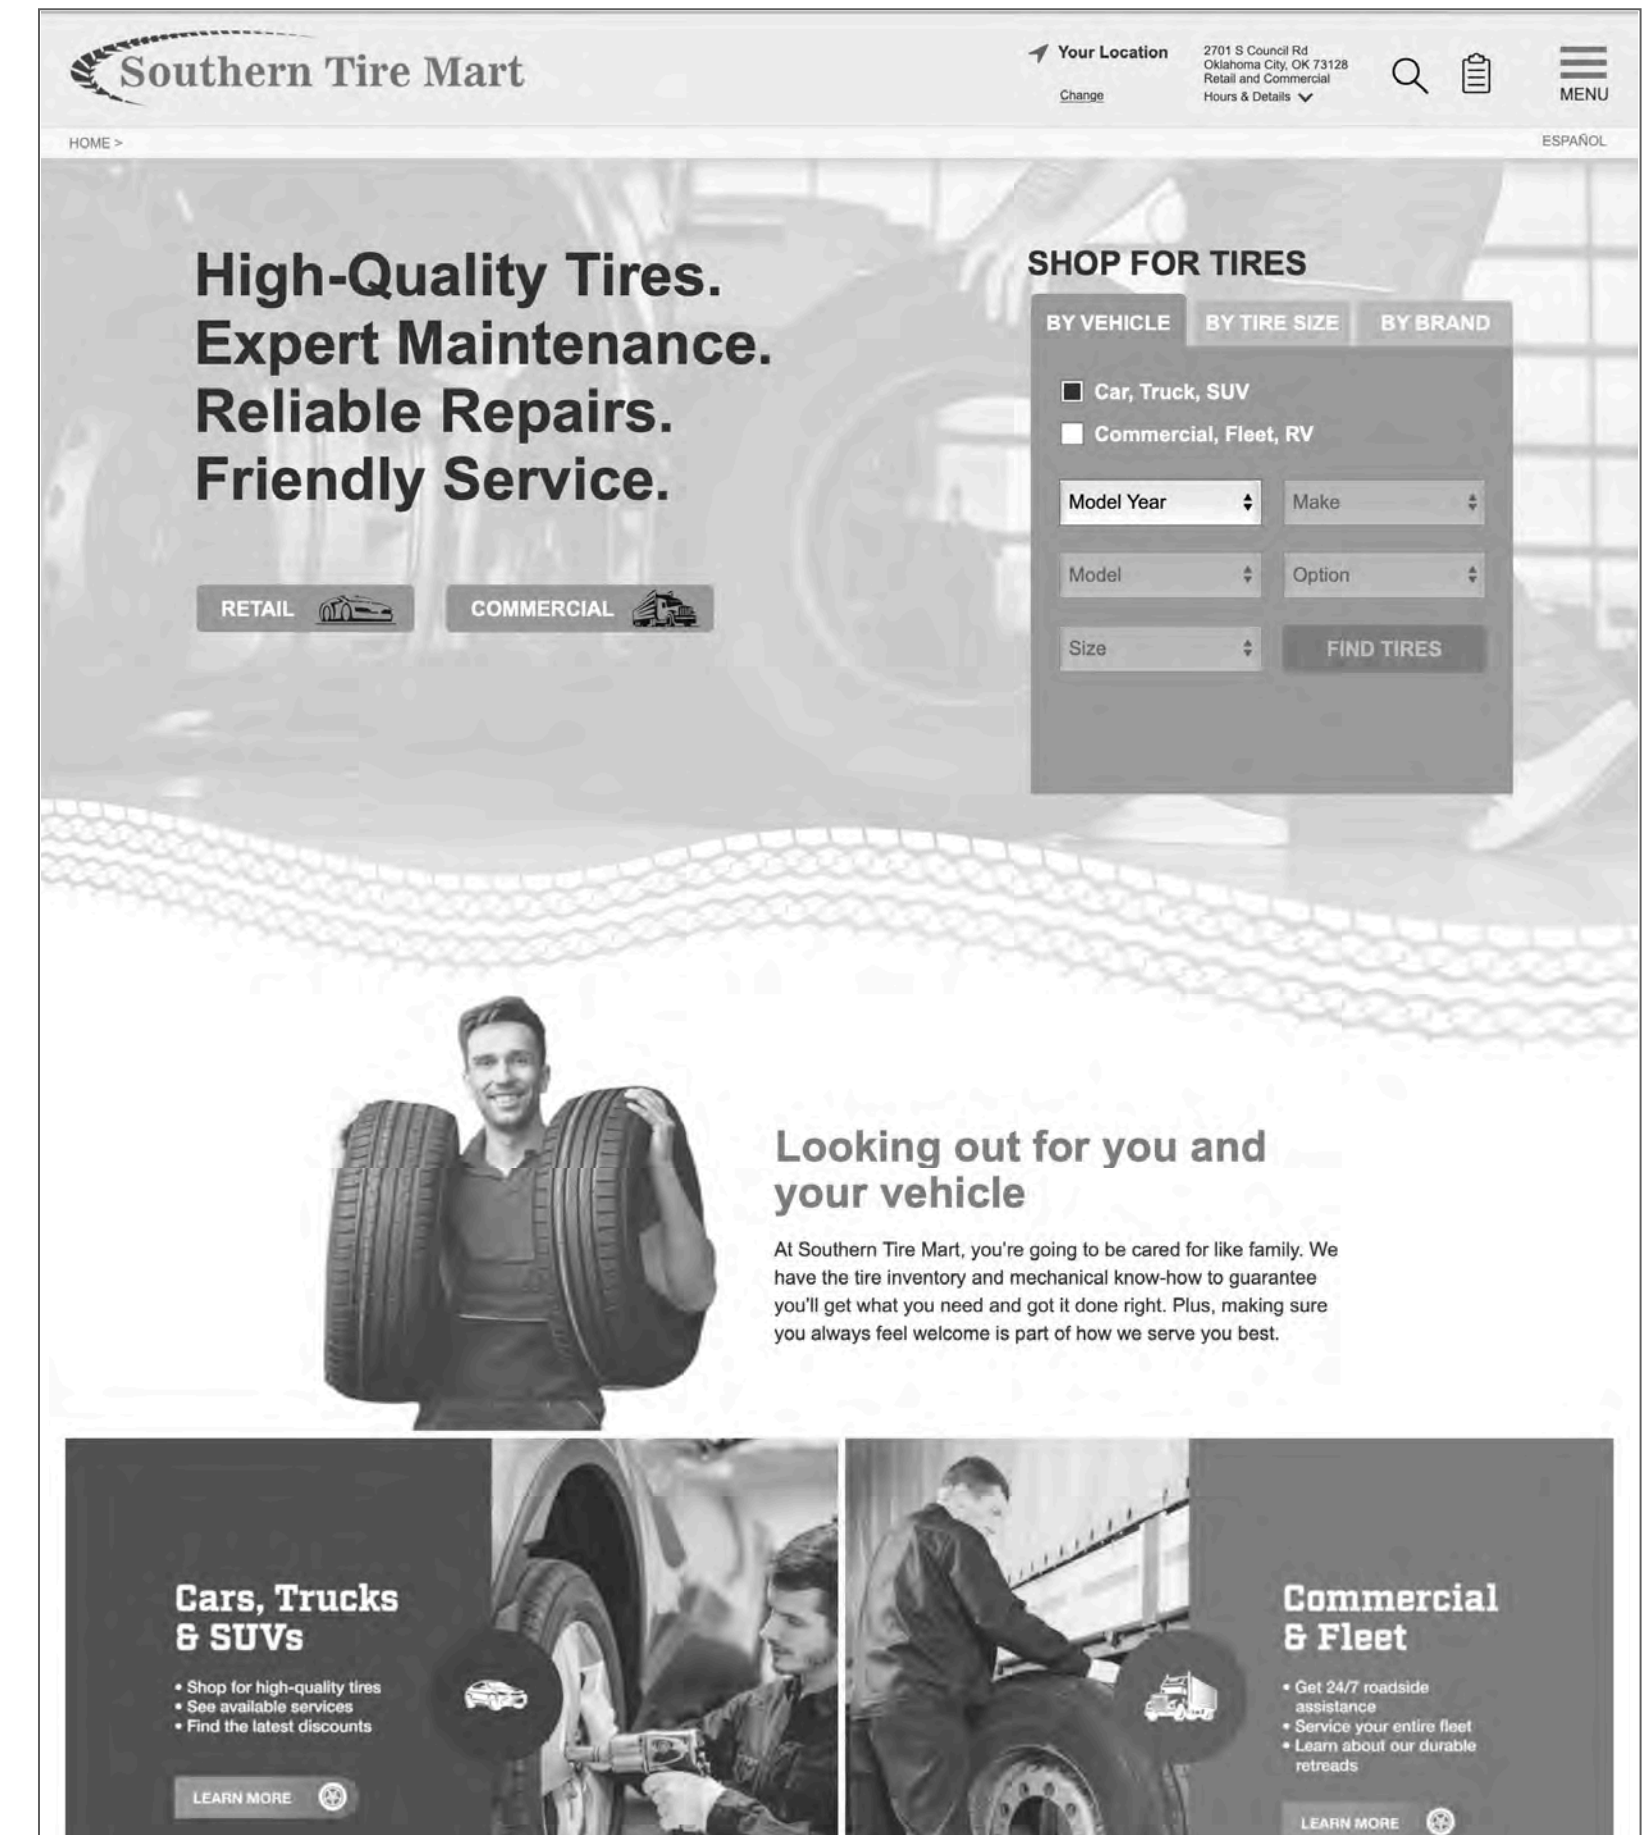 Southern Tire Mart
Your Location
Change
2701 S Council Rd
Oklahoma City, OK 73128
Retail and Commercial
Hours & Details
MENU
HOME >
ESPAÑOL
High-Quality Tires.
Expert Maintenance.
Reliable Repairs.
Friendly Service.
RETAIL
COMMERCIAL
SHOP FOR TIRES
BY VEHICLE
BY TIRE SIZE
BY BRAND
Car, Truck, SUV
Commercial, Fleet, RV
Model Year
Make
Model
Option
Size
FIND TIRES
Looking out for you and
your vehicle
At Southern Tire Mart, you're going to be cared for like family. We
have the tire inventory and mechanical know-how to guarantee
you'll get what you need and got it done right. Plus, making sure
you always feel welcome is part of how we serve you best.
Cars, Trucks
& SUVs
• Shop for high-quality tires
• See available services
• Find the latest discounts
LEARN MORE
Commercial
& Fleet
• Get 24/7 roadside
assistance
• Service your entire fleet
• Learn about our durable
retreads
LEARN MORE